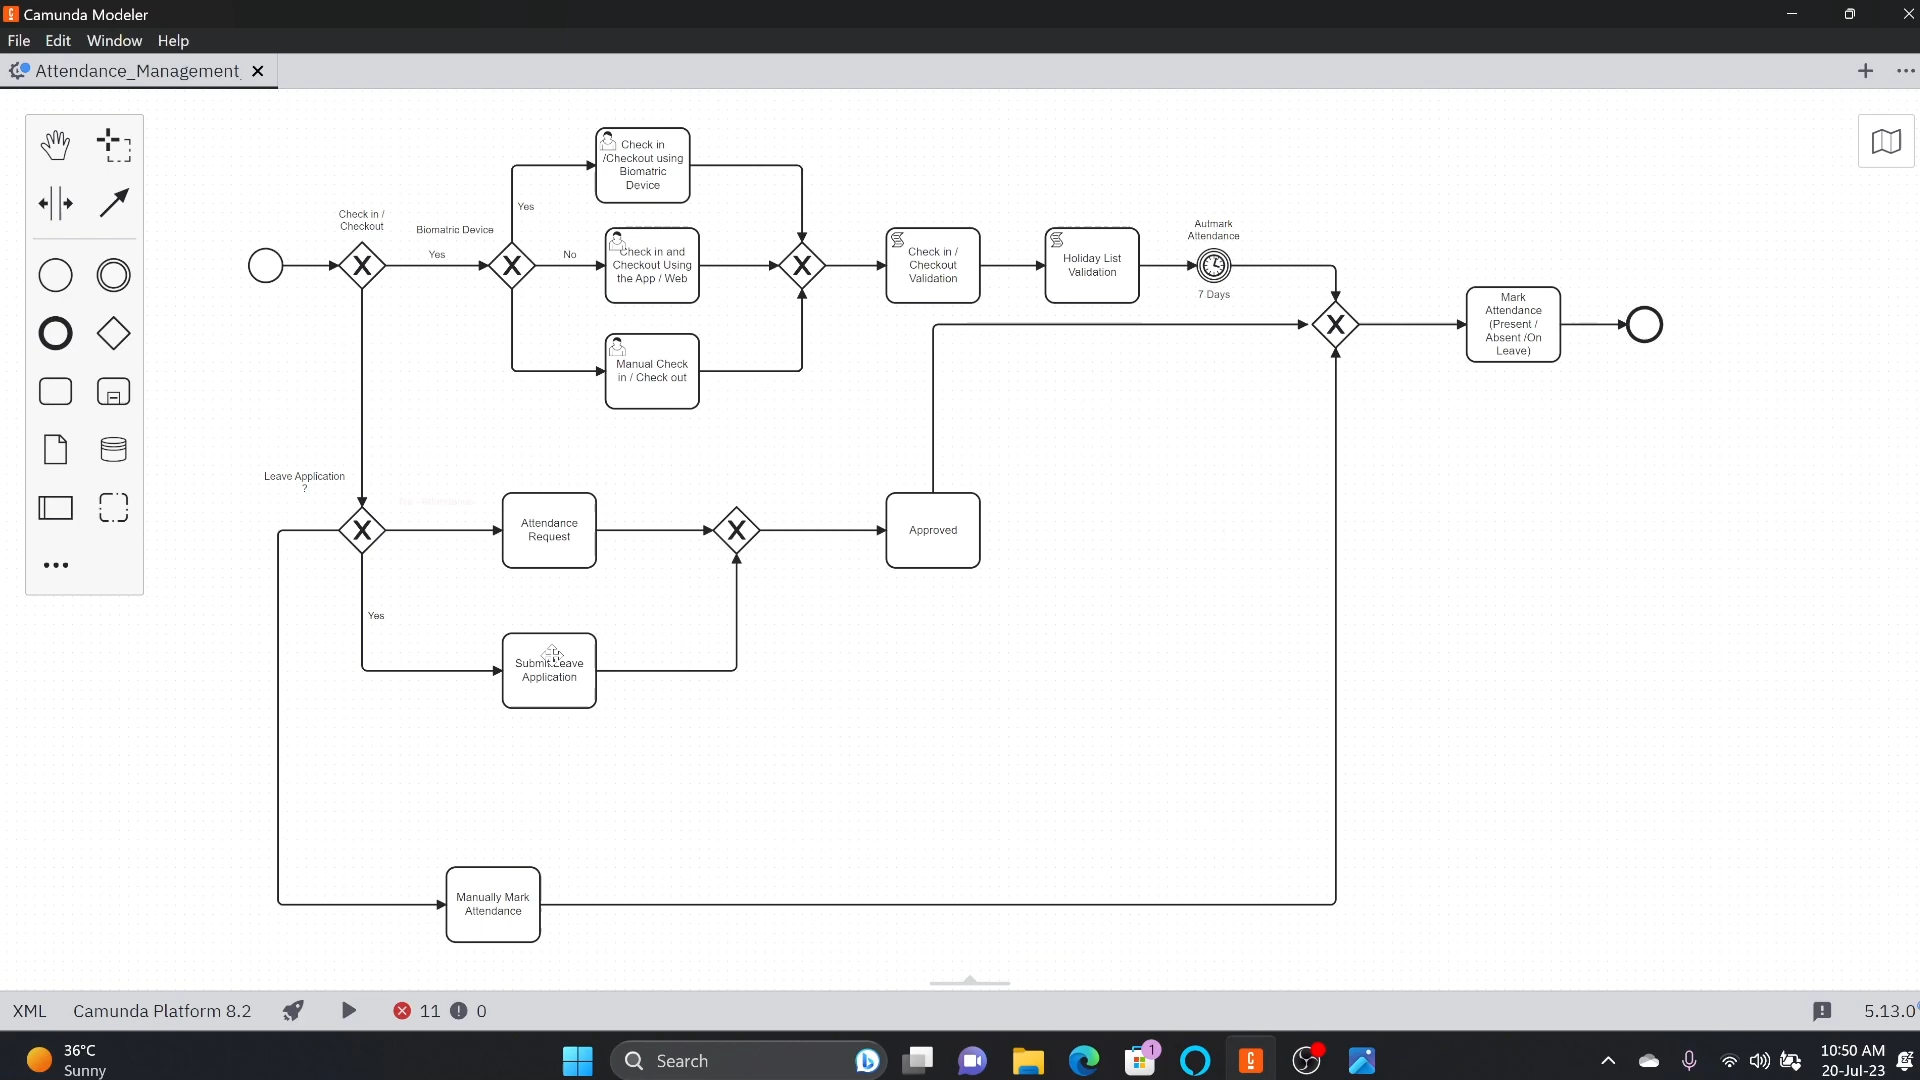 Camunda Modeler
File Edit Window Help
Attendance_Management
Check in
/Checkout using
Biomatric
Device
Check in /
Checkout
Biomatric Device
Yes
Yes
No
Check in and
Checkout Using
the App / Web
Manual Check
in / Check out
Check in /
Checkout
Validation
Holiday List
Validation
Autmark
Attendance
7 Days
Mark
Attendance
(Present /
Absent /On
Leave)
Leave Application
?
Attendance
Request
Approved
Yes
Submit Leave
Application
Manually Mark
Attendance
XML Camunda Platform 8.2 11 0 5.13.0
36°C
Sunny
Search
1
10:50 AM
20-Jul-23